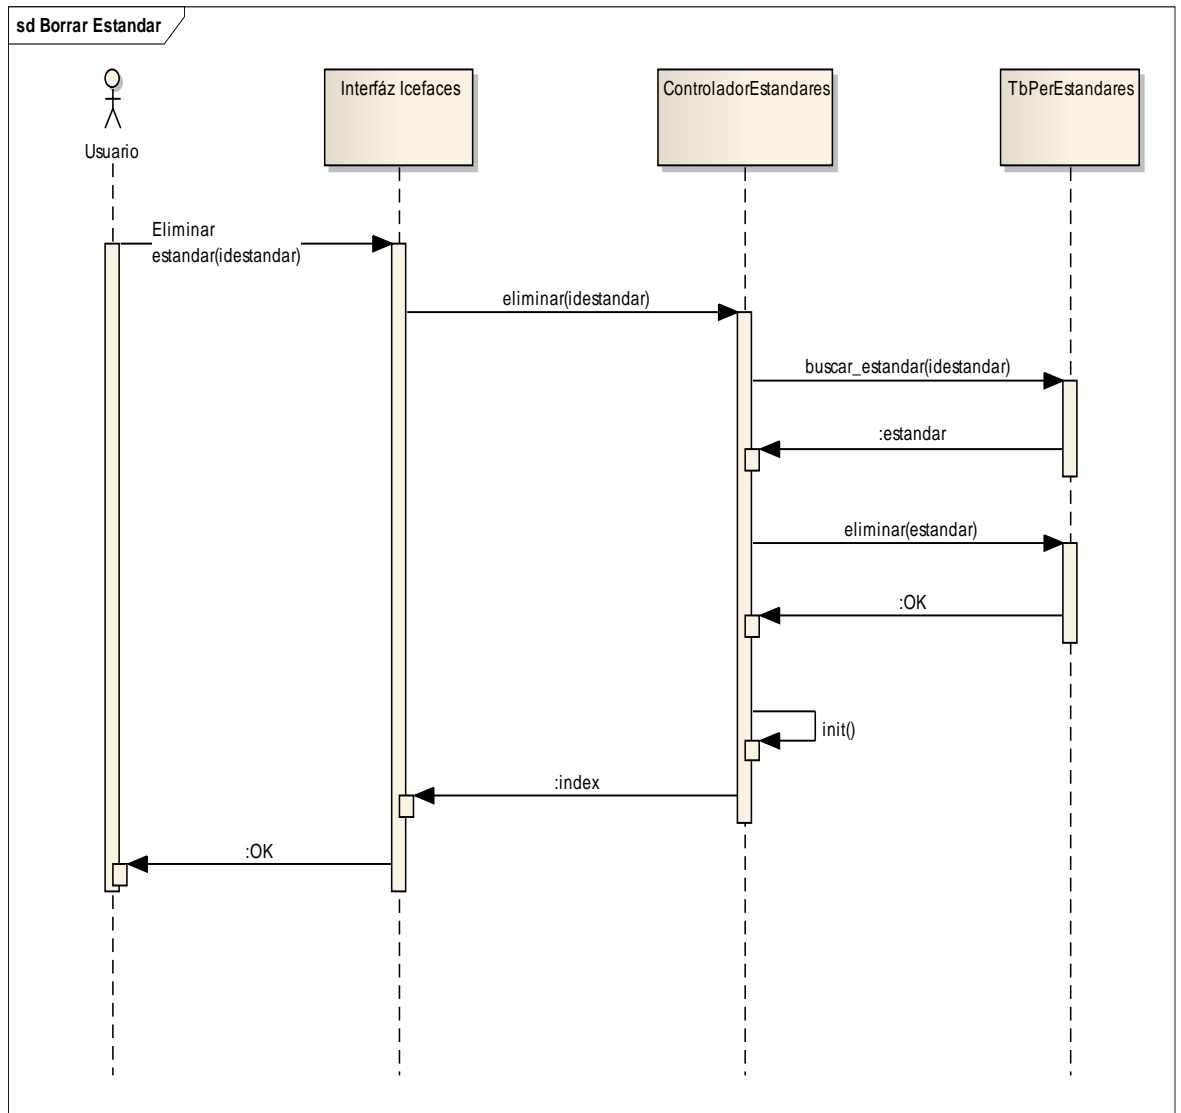 sd Borrar Estandar
Usuario
Interfáz Icefaces
ControladorEstandares
TbPerEstandares
Eliminar
estandar(idestandar)
eliminar(idestandar)
buscar_estandar(idestandar)
:estandar
eliminar(estandar)
:OK
init()
:index
:OK